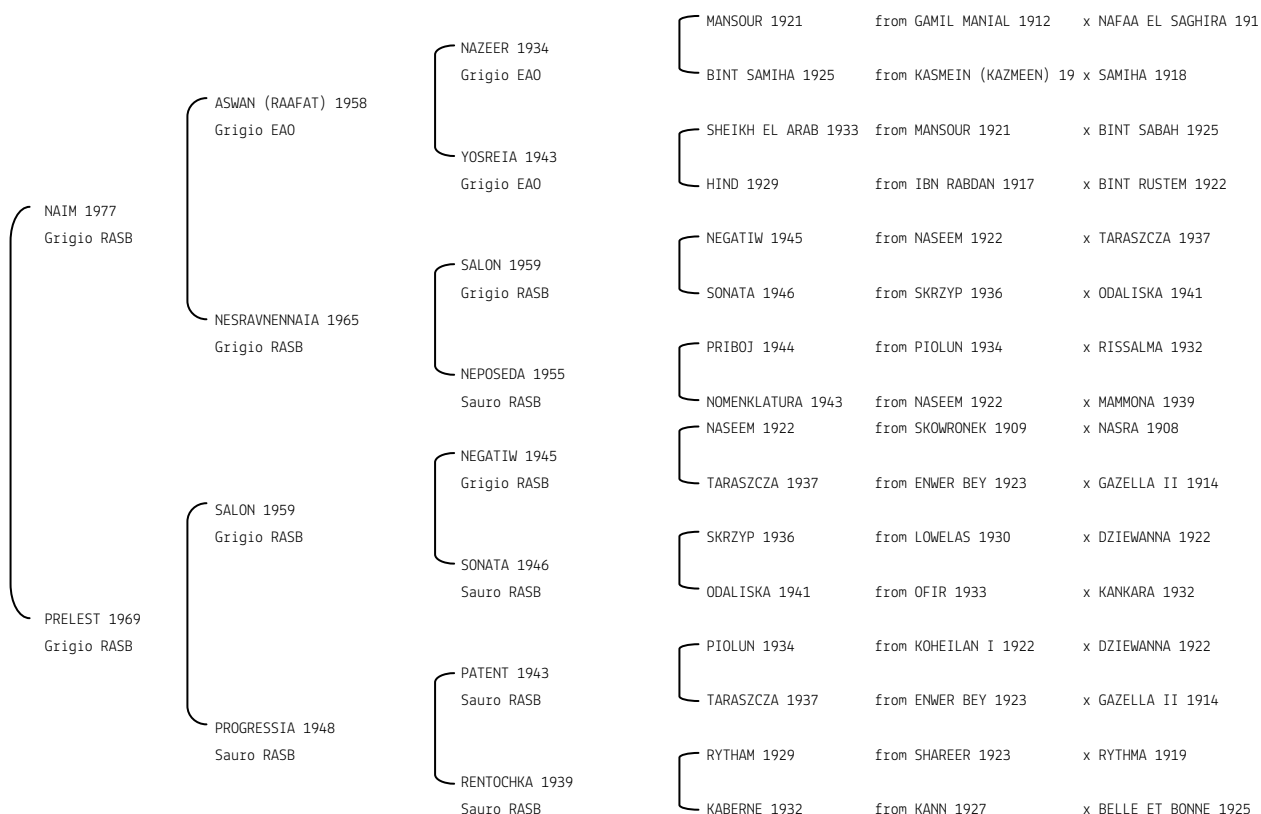 MANSOUR 1921 from GAMIL MANIAL 1912 x NAFAA EL SAGHIRA 191
NAZEER 1934
Grigio EAO
BINT SAMIHA 1925 from KASMEIN (KAZMEEN) 19 x SAMIHA 1918
ASWAN (RAAFAT) 1958
Grigio EAO
SHEIKH EL ARAB 1933 from MANSOUR 1921 x BINT SABAH 1925
YOSREIA 1943
Grigio EAO
HIND 1929 from IBN RABDAN 1917 x BINT RUSTEM 1922
NAIM 1977
Grigio RASB
NEGATIW 1945 from NASEEM 1922 x TARASZCZA 1937
SALON 1959
Grigio RASB
SONATA 1946 from SKRZYP 1936 x ODALISKA 1941
NESRAVNENNAIA 1965
Grigio RASB
PRIBOJ 1944 from PIOLUN 1934 x RISSALMA 1932
NEPOSEDA 1955
Sauro RASB
NOMENKLATURA 1943 from NASEEM 1922 x MAMMONA 1939
NASEEM 1922 from SKOWRONEK 1909 x NASRA 1908
NEGATIW 1945
Grigio RASB
TARASZCZA 1937 from ENWER BEY 1923 x GAZELLA II 1914
SALON 1959
Grigio RASB
SKRZYP 1936 from LOWELAS 1930 x DZIEWANNA 1922
SONATA 1946
Sauro RASB
ODALISKA 1941 from OFIR 1933 x KANKARA 1932
PRELEST 1969
Grigio RASB
PIOLUN 1934 from KOHEILAN I 1922 x DZIEWANNA 1922
PATENT 1943
Sauro RASB
TARASZCZA 1937 from ENWER BEY 1923 x GAZELLA II 1914
PROGRESSIA 1948
Sauro RASB
RYTHAM 1929 from SHAREER 1923 x RYTHMA 1919
RENTOCHKA 1939
Sauro RASB
KABERNE 1932 from KANN 1927 x BELLE ET BONNE 1925